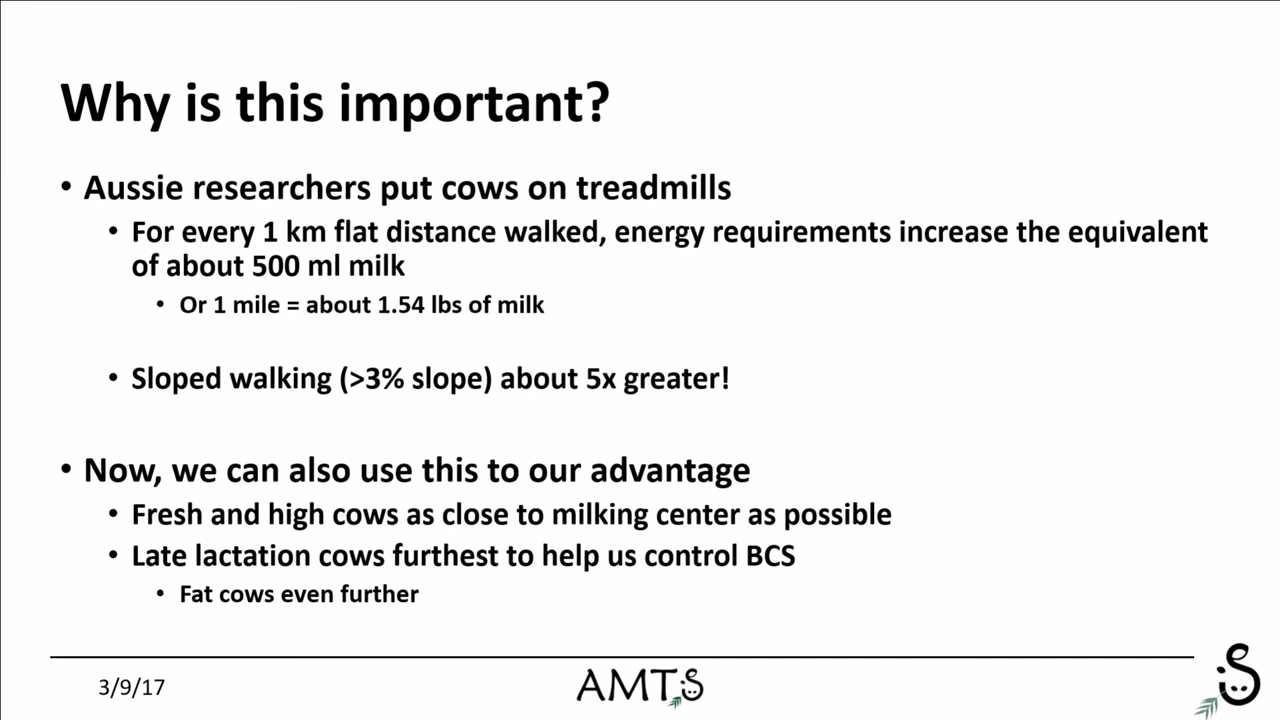 Why is this important?
• Aussie researchers put cows on treadmills
• For every 1 km flat distance walked, energy requirements increase the equivalent
of about 500 ml milk
• Or 1 mile = about 1.54 lbs of milk
• Sloped walking (>3% slope) about 5x greater!
• Now, we can also use this to our advantage
• Fresh and high cows as close to milking center as possible
• Late lactation cows furthest to help us control BCS
• Fat cows even further
3/9/17
AMTS
S